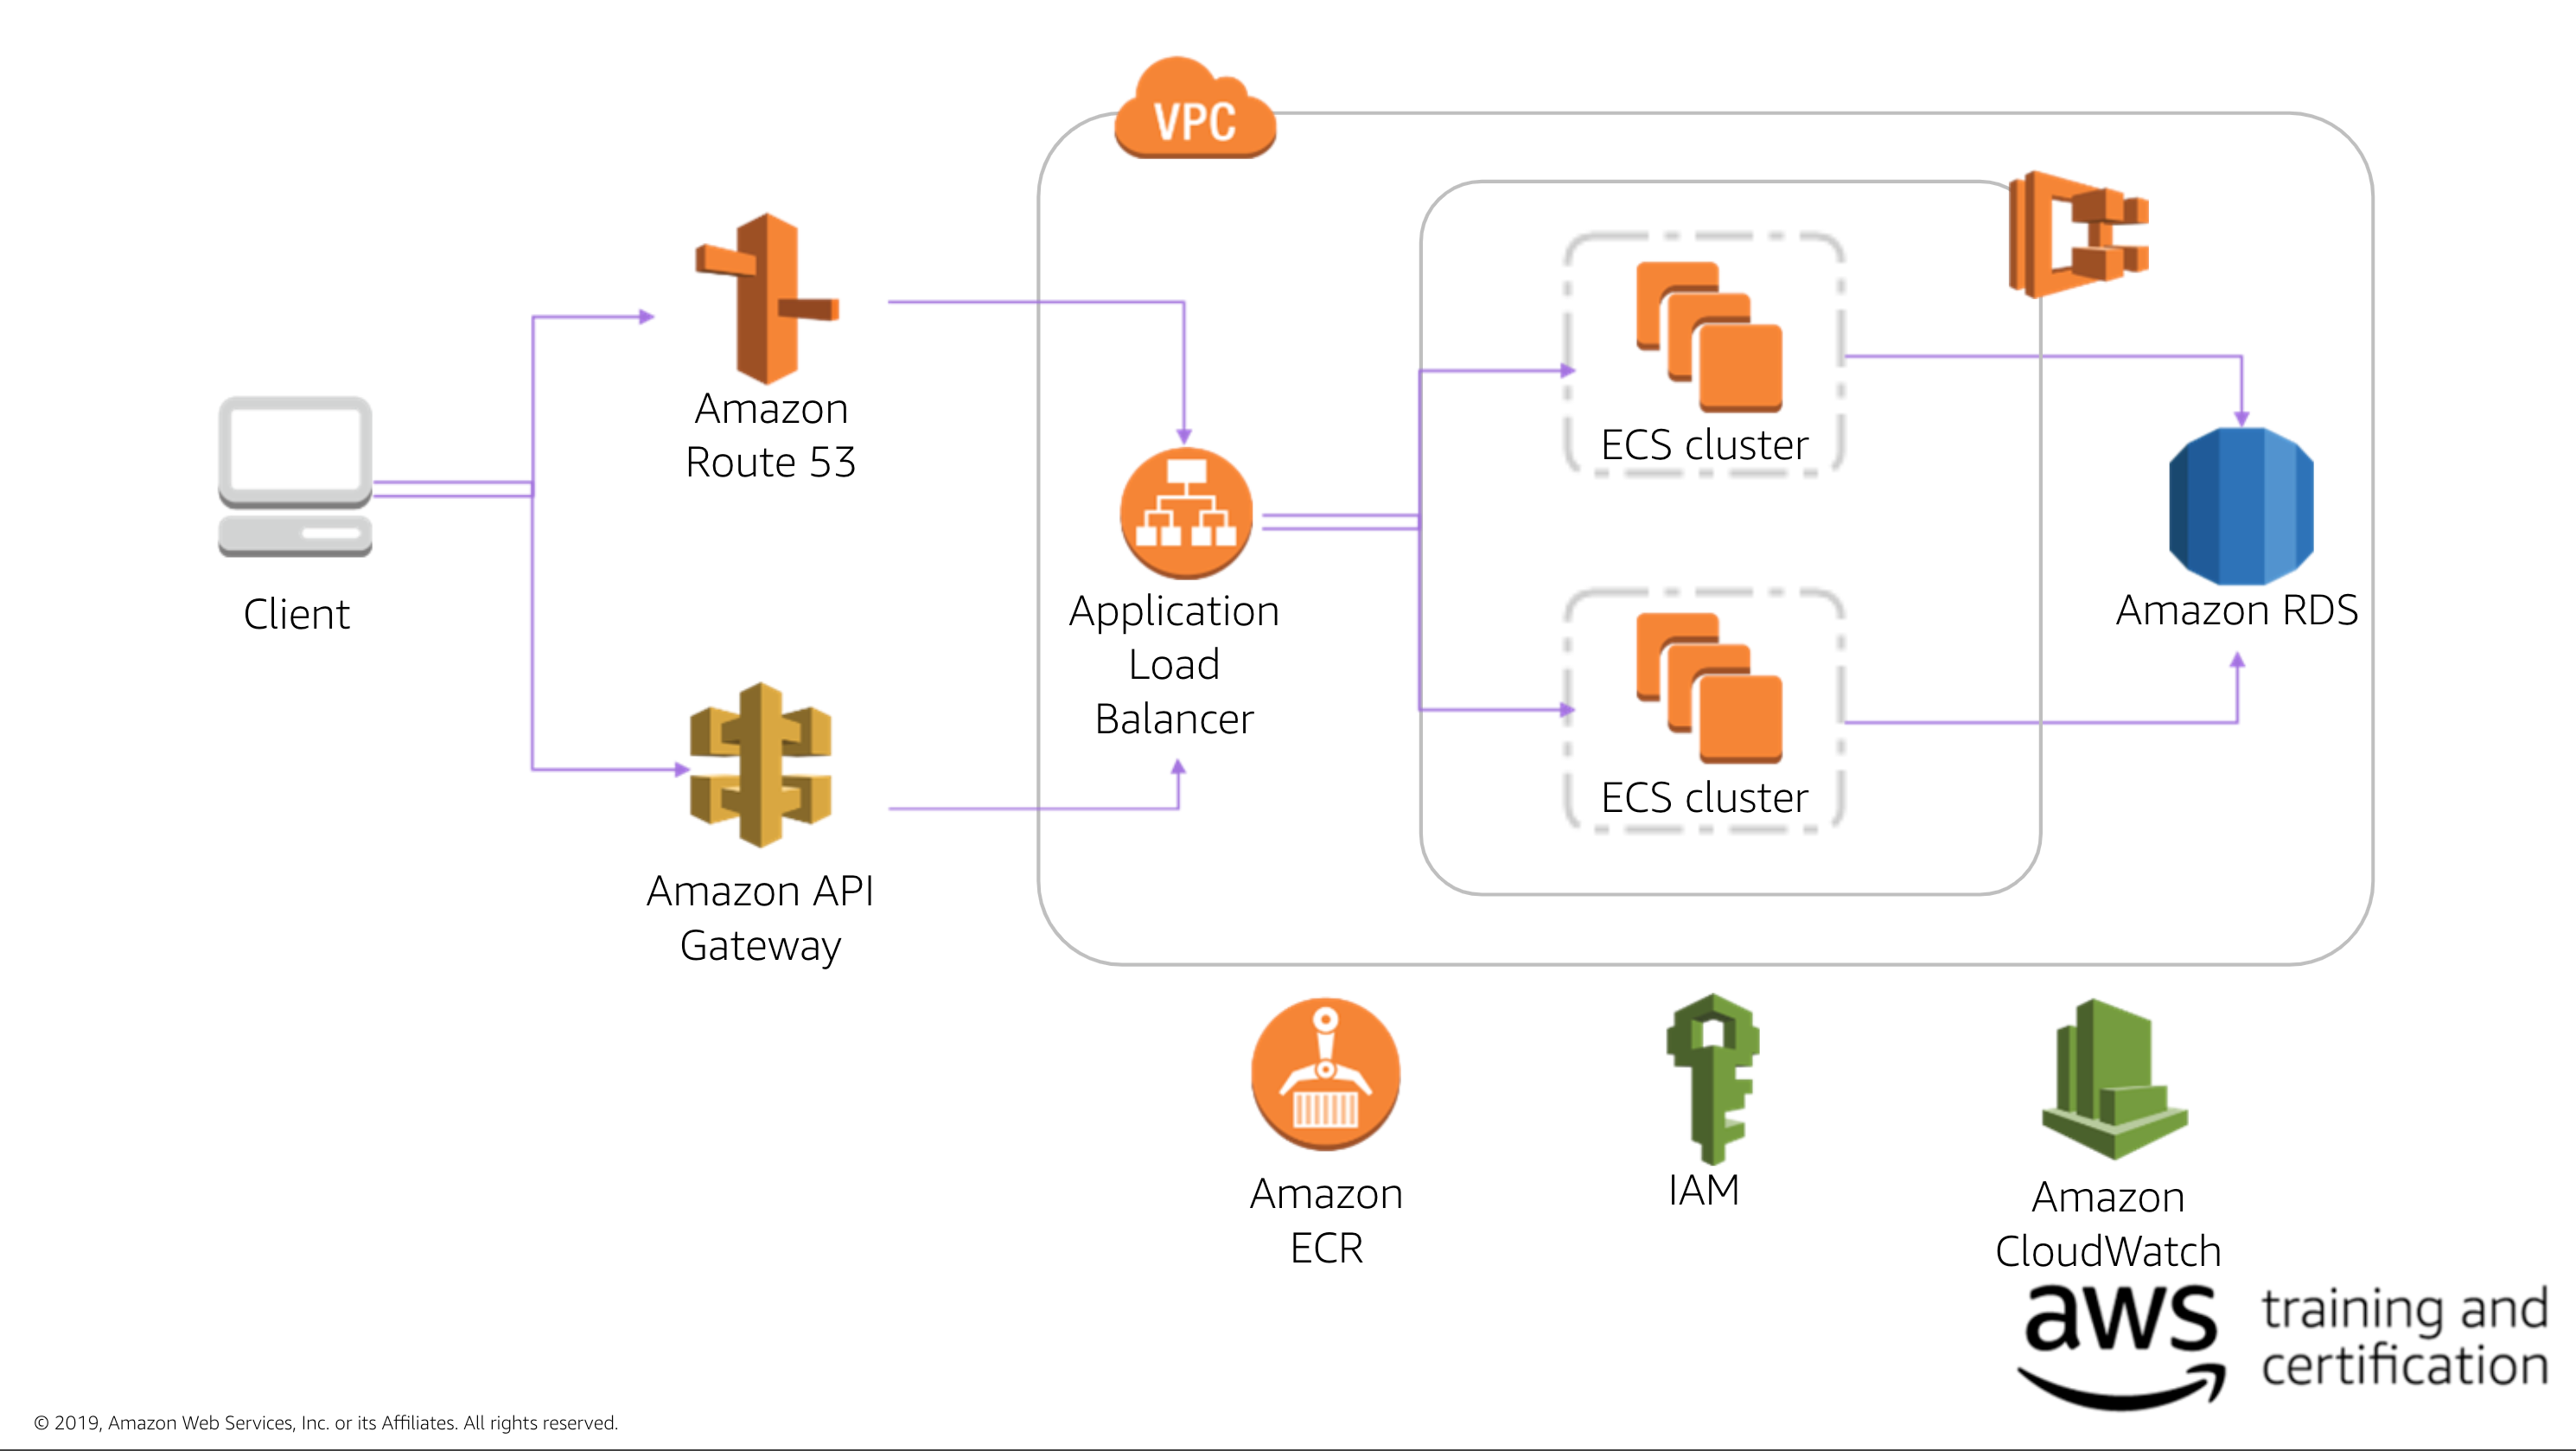 VPC
Amazon
Route 53
Client
Amazon API
Gateway
Application
Load
Balancer
ECS cluster
ECS cluster
Amazon RDS
Amazon
ECR
IAM
Amazon
CloudWatch
aws
training and
certification
© 2019, Amazon Web Services, Inc. or its Affiliates. All rights reserved.